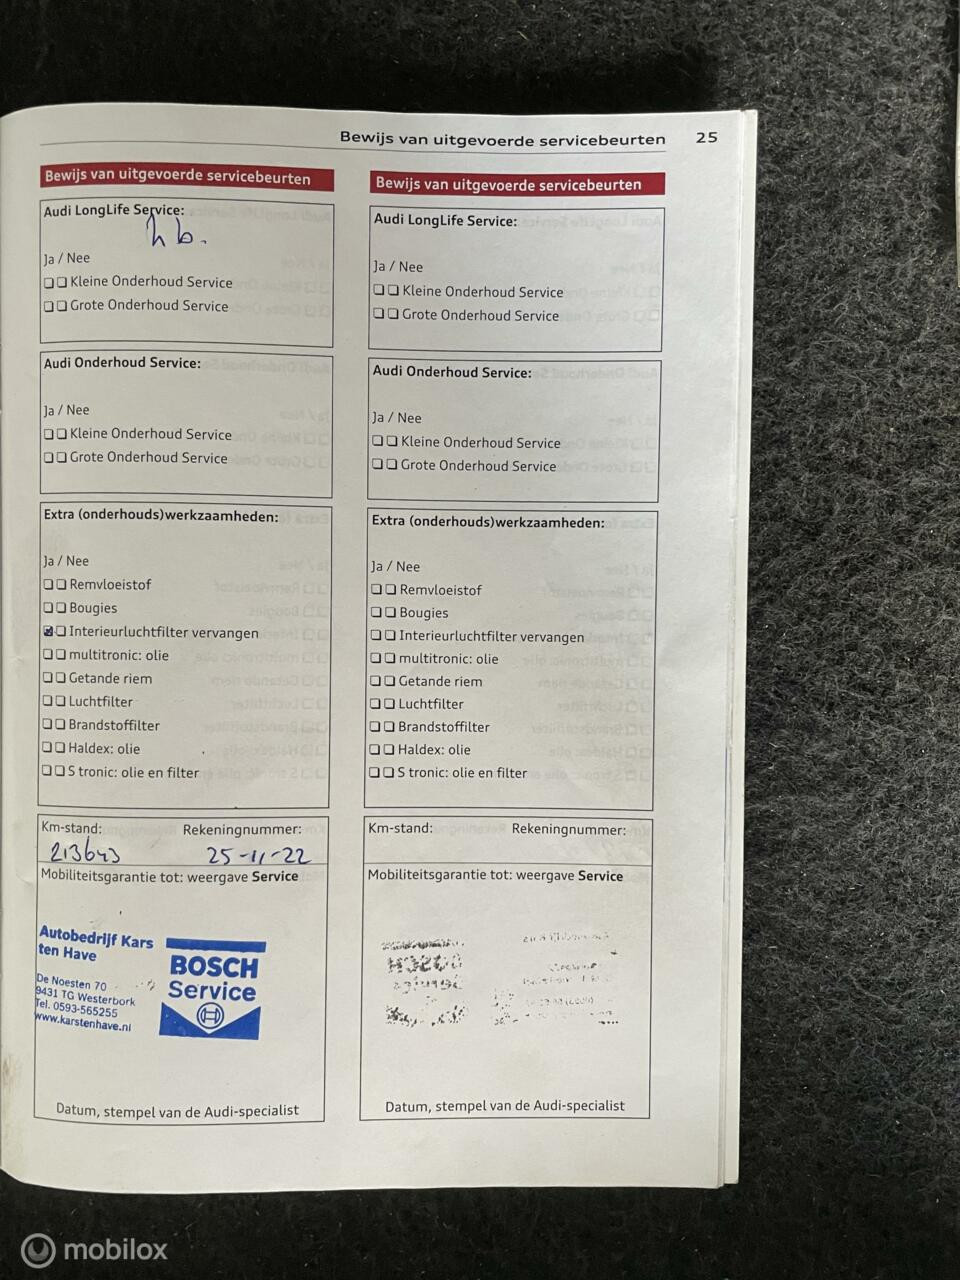 Bewijs van uitgevoerde servicebeurten 25
Bewijs van uitgevoerde servicebeurten
Audi LongLife Service:
h b.
Ja / Nee
Kleine Onderhoud Service
Grote Onderhoud Service
Audi Onderhoud Service:
Ja / Nee
Kleine Onderhoud Service
Grote Onderhoud Service
Extra (onderhouds)werkzaamheden:
Ja / Nee
Remvloeistof
Bougies
Interieurluchtfilter vervangen
multitronic: olie
Getande riem
Luchtfilter
Brandstoffilter
Haldex: olie
S tronic: olie en filter
Km-stand: Rekeningnummer:
213643 25-11-22
Mobiliteitsgarantie tot: weergave Service
Autobedrijf Kars
ten Have
De Noesten 70
9431 TG Westerbork
Tel. 0593-565255
www.karstenhave.nl
BOSCH
Service
Datum, stempel van de Audi-specialist
Bewijs van uitgevoerde servicebeurten
Audi LongLife Service:
Ja / Nee
Kleine Onderhoud Service
Grote Onderhoud Service
Audi Onderhoud Service:
Ja / Nee
Kleine Onderhoud Service
Grote Onderhoud Service
Extra (onderhouds)werkzaamheden:
Ja / Nee
Remvloeistof
Bougies
Interieurluchtfilter vervangen
multitronic: olie
Getande riem
Luchtfilter
Brandstoffilter
Haldex: olie
S tronic: olie en filter
Km-stand: Rekeningnummer:
Mobiliteitsgarantie tot: weergave Service
Datum, stempel van de Audi-specialist
mobilox